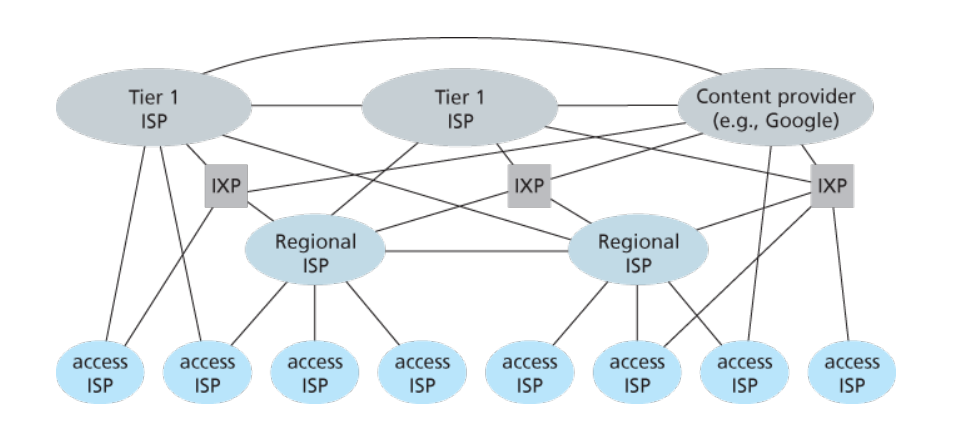 Tier 1
ISP
Tier 1
ISP
Content provider
(e.g., Google)
IXP
IXP
IXP
Regional
ISP
Regional
ISP
access
ISP
access
ISP
access
ISP
access
ISP
access
ISP
access
ISP
access
ISP
access
ISP